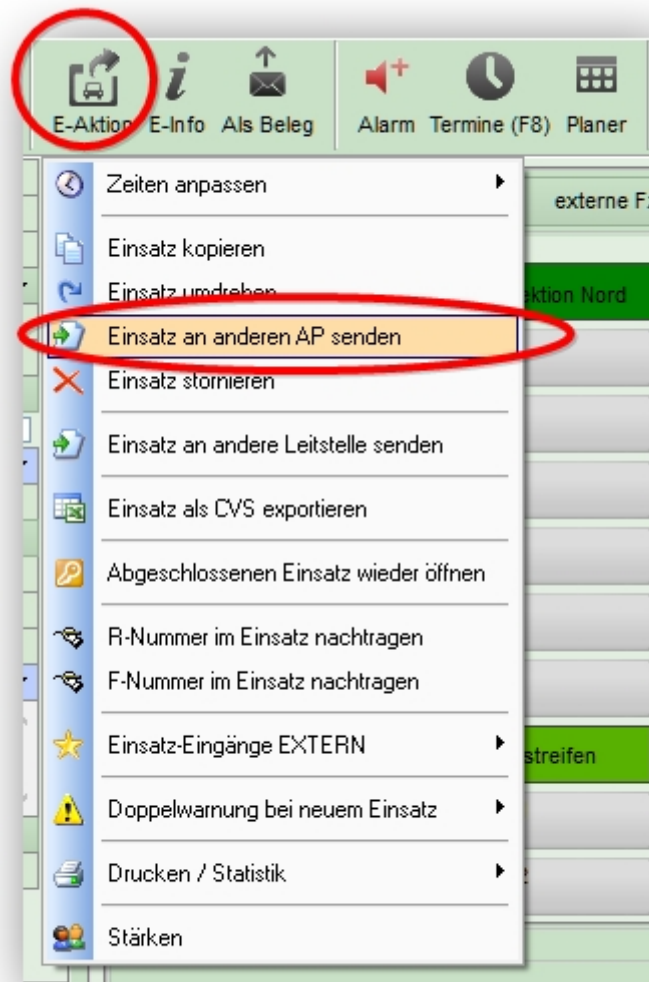 E-Aktion E-Info Als Beleg Alarm Termine (F8) Planer
Zeiten anpassen
externe F
Einsatz kopieren
Einsatz umdrehen
ektion Nord
Einsatz an anderen AP senden
Einsatz stornieren
Einsatz an andere Leitstelle senden
Einsatz als CVS exportieren
Abgeschlossenen Einsatz wieder öffnen
R-Nummer im Einsatz nachtragen
F-Nummer im Einsatz nachtragen
Einsatz-Eingänge EXTERN
streifen
Doppelwarnung bei neuem Einsatz
Drucken / Statistik
Stärken